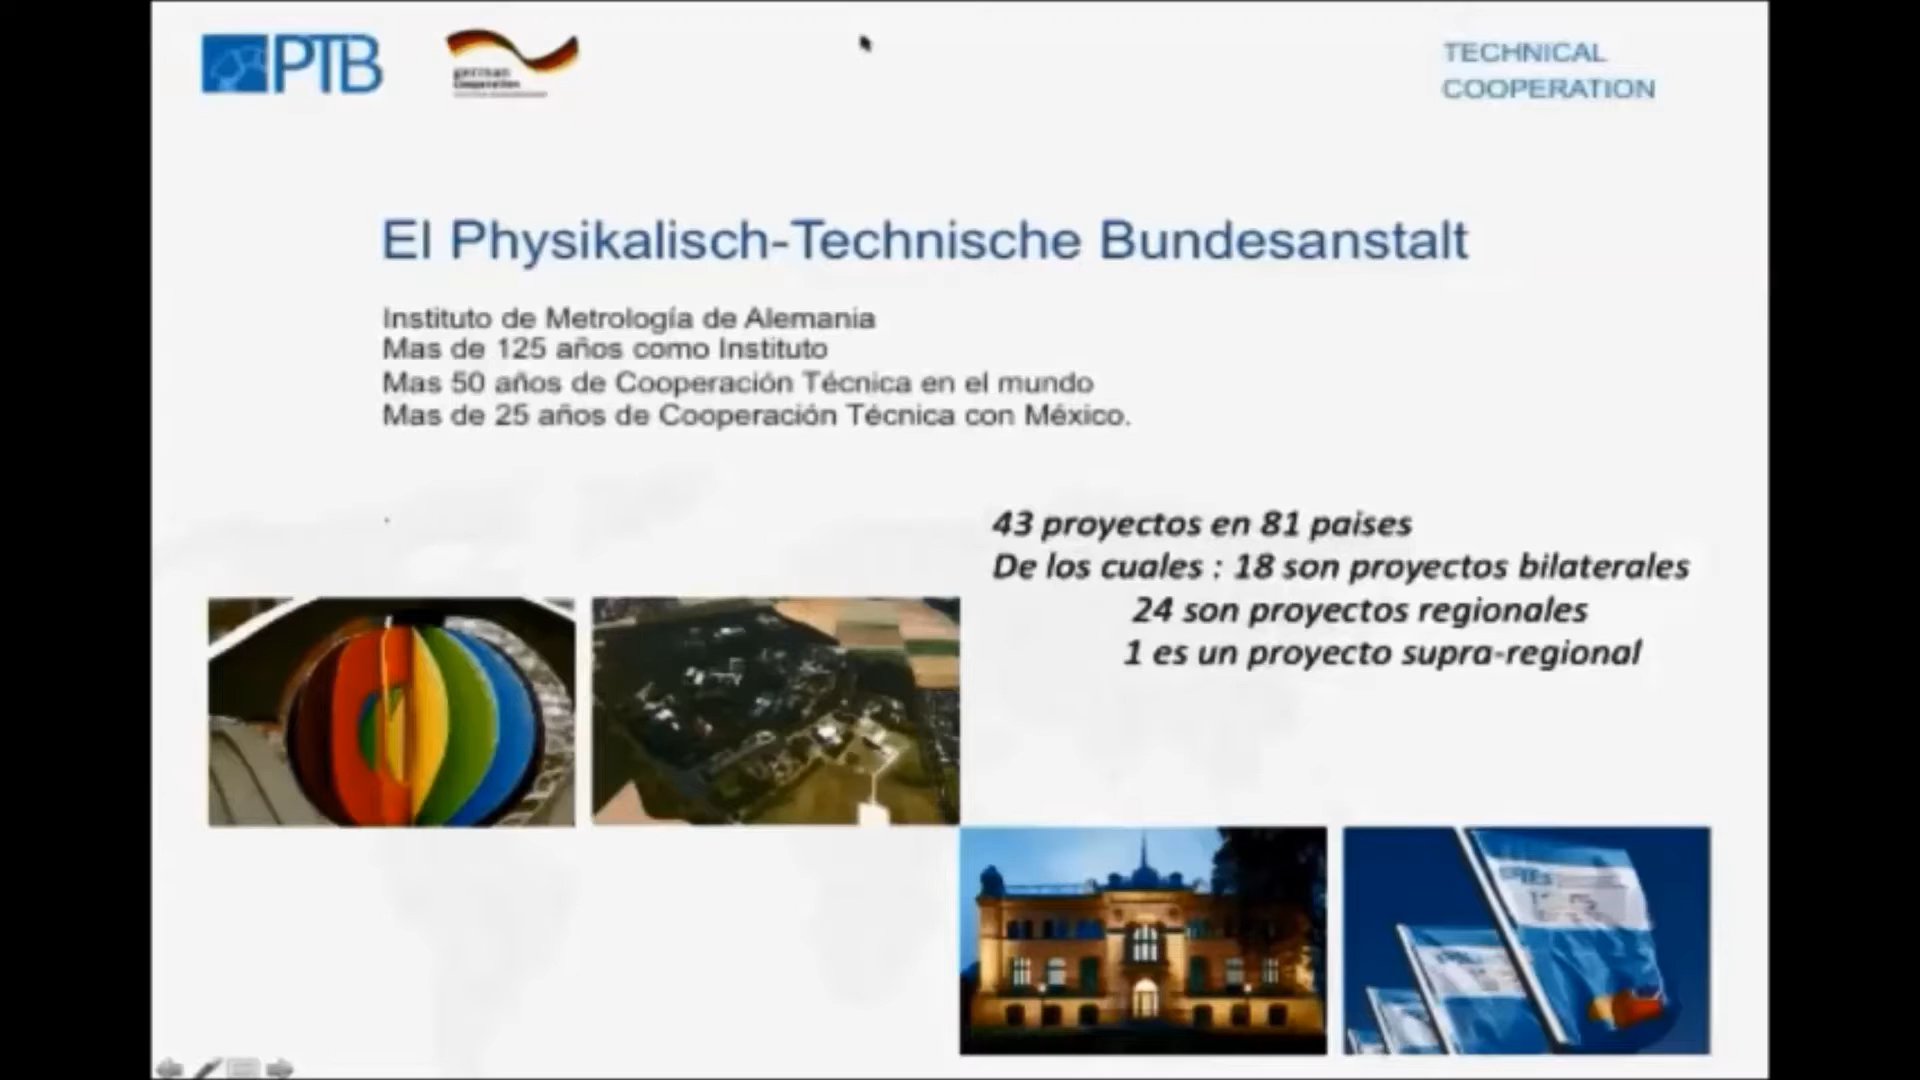 PTB
german
cooperation
TECHNICAL
COOPERATION
El Physikalisch-Technische Bundesanstalt
Instituto de Metrología de Alemania
Mas de 125 años como Instituto
Mas 50 años de Cooperación Técnica en el mundo
Mas de 25 años de Cooperación Técnica con México.
43 proyectos en 81 paises
De los cuales : 18 son proyectos bilaterales
24 son proyectos regionales
1 es un proyecto supra-regional